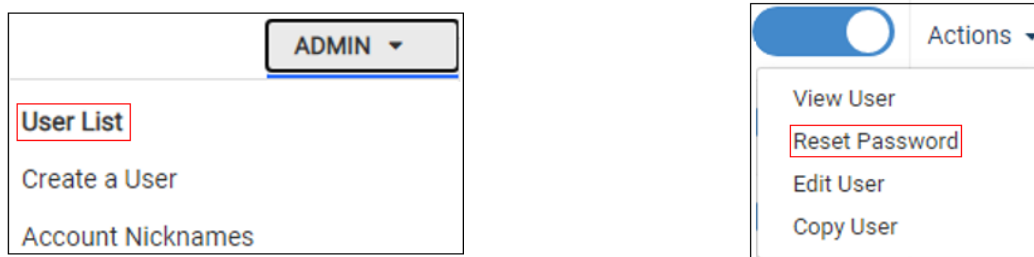 ADMIN
User List
Create a User
Account Nicknames
Actions
View User
Reset Password
Edit User
Copy User